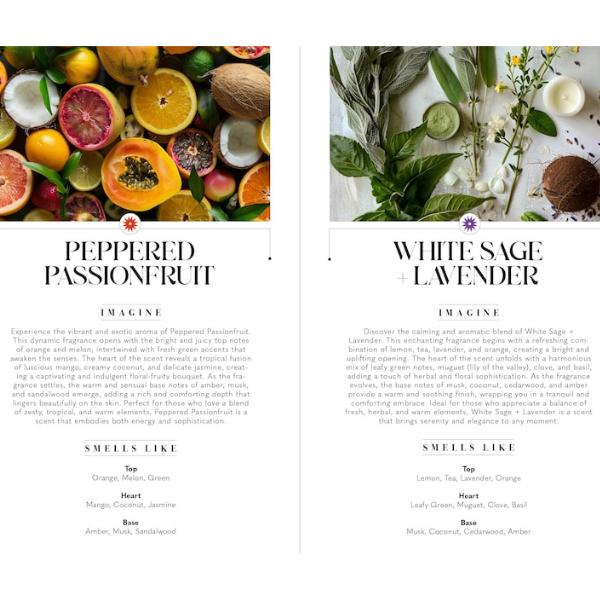 PEPPERED
PASSIONFRUIT
IMAGINE
Experience the vibrant and exotic aroma of Peppered Passionfruit.
This dynamic fragrance opens with the bright and juicy top notes
of orange and melon, intertwined with fresh green accents that
awaken the senses. The heart of the scent reveals a tropical fusion
of luscious mango, creamy coconut, and delicate jasmine, creat-
ing a captivating and indulgent floral-fruity bouquet. As the fra-
grance settles, the warm and sensual base notes of amber, musk,
and sandalwood emerge, adding a rich and comforting depth that
lingers beautifully on the skin. Perfect for those who love a blend
of zesty, tropical, and warm elements, Peppered Passionfruit is a
scent that embodies both energy and sophistication.
SMELLS LIKE
Top
Orange, Melon, Green
Heart
Mango, Coconut, Jasmine
Base
Amber, Musk, Sandalwood
WHITE SAGE
+ LAVENDER
IMAGINE
Discover the calming and aromatic blend of White Sage +
Lavender. This enchanting fragrance begins with a refreshing com-
bination of lemon, tea, lavender, and orange, creating a bright and
uplifting opening. The heart of the scent unfolds with a harmonious
mix of leafy green notes, muguet (lily of the valley), clove, and basil,
adding a touch of herbal and floral sophistication. As the fragrance
evolves, the base notes of musk, coconut, cedarwood, and amber
provide a warm and soothing finish, wrapping you in a tranquil and
comforting embrace. Ideal for those who appreciate a balance of
fresh, herbal, and warm elements, White Sage + Lavender is a scent
that brings serenity and elegance to any moment.
SMELLS LIKE
Top
Lemon, Tea, Lavender, Orange
Heart
Leafy Green, Muguet, Clove, Basil
Base
Musk, Coconut, Cedarwood, Amber